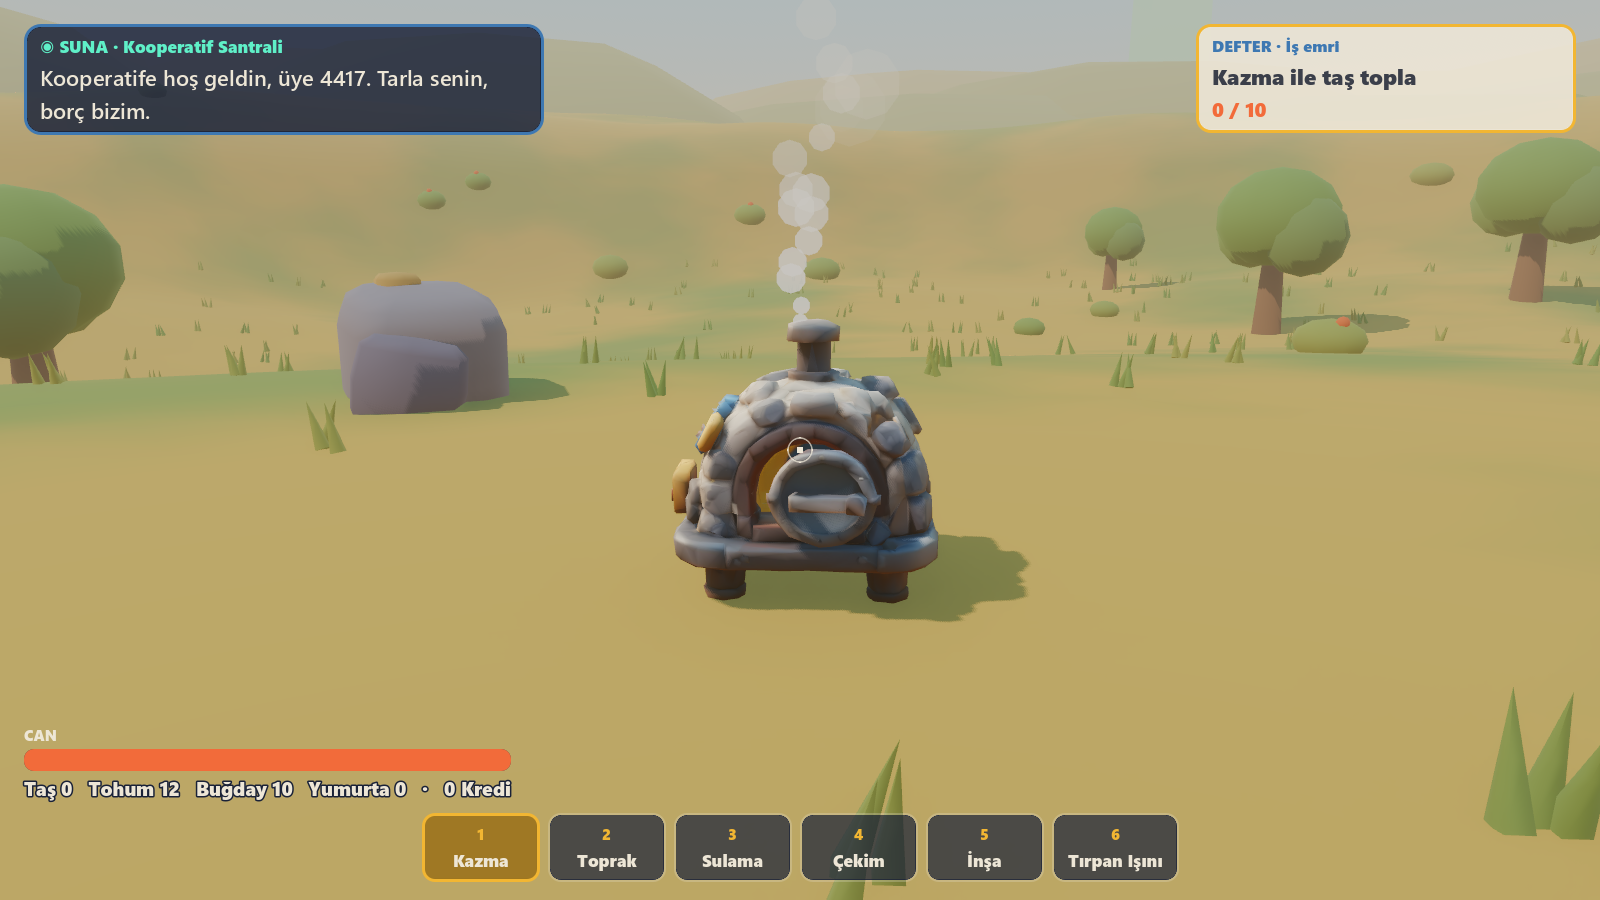 ◉ SUNA · Kooperatif Santrali
Kooperatife hoş geldin, üye 4417. Tarla senin,
borç bizim.
DEFTER · İş emri
Kazma ile taş topla
0 / 10
CAN
Taş 0 Tohum 12 Buğday 10 Yumurta 0 · 0 Kredi
1
Kazma
2
Toprak
3
Sulama
4
Çekim
5
İnşa
6
Tırpan Işını